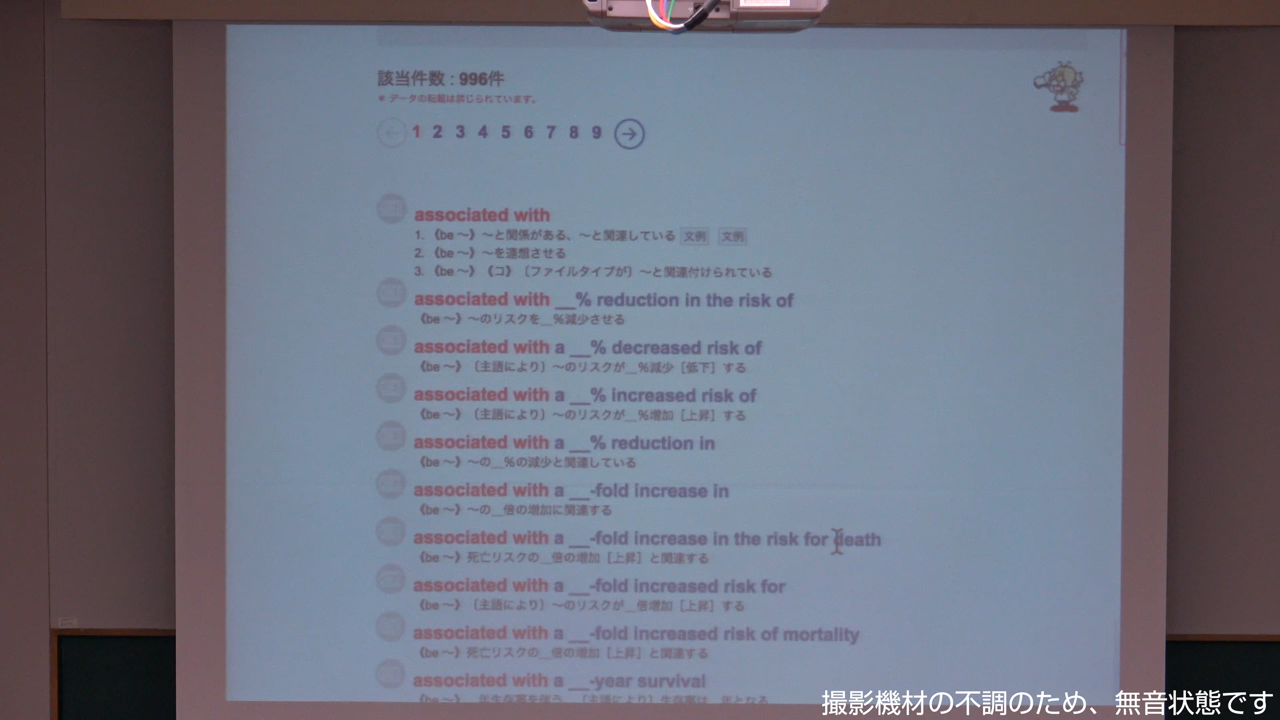 該当件数 : 996件
※ データの転載は禁じられています。
1 2 3 4 5 6 7 8 9
associated with
1. 《be ～》～と関係がある、～と関連している 文例 文例
2. 《be ～》～を連想させる
3. 《be ～》《コ》〔ファイルタイプが〕～と関連付けられている
associated with __% reduction in the risk of
《be ～》～のリスクを__%減少させる
associated with a __% decreased risk of
《be ～》〔主語により〕～のリスクが__%減少［低下］する
associated with a __% increased risk of
《be ～》〔主語により〕～のリスクが__%増加［上昇］する
associated with a __% reduction in
《be ～》～の__%の減少と関連している
associated with a __-fold increase in
《be ～》～の__倍の増加に関連する
associated with a __-fold increase in the risk for death
《be ～》死亡リスクの__倍の増加［上昇］と関連する
associated with a __-fold increased risk for
《be ～》〔主語により〕～のリスクが__倍増加［上昇］する
associated with a __-fold increased risk of mortality
《be ～》死亡リスクの__倍の増加［上昇］と関連する
associated with a __-year survival
撮影機材の不調のため、無音状態です